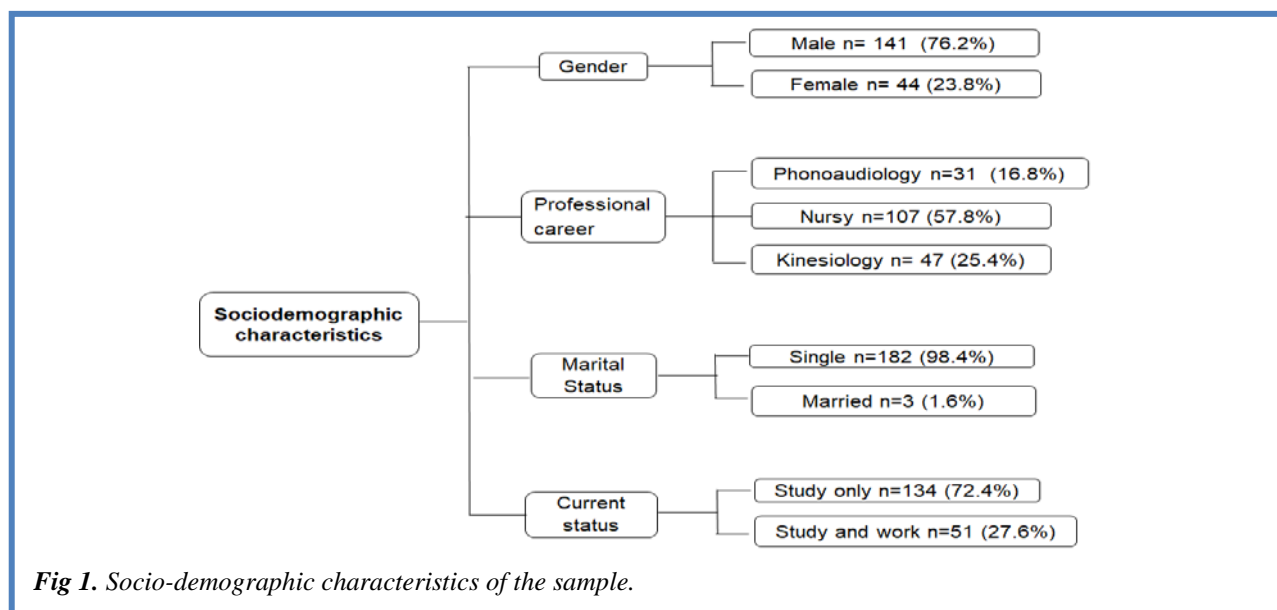 Sociodemographic
characteristics
Gender
Male n= 141 (76.2%)
Female n= 44 (23.8%)
Professional
career
Phonoaudiology n=31 (16.8%)
Nursy n=107 (57.8%)
Kinesiology n= 47 (25.4%)
Marital
Status
Single n=182 (98.4%)
Married n=3 (1.6%)
Current
status
Study only n=134 (72.4%)
Study and work n=51 (27.6%)
Fig 1. Socio-demographic characteristics of the sample.